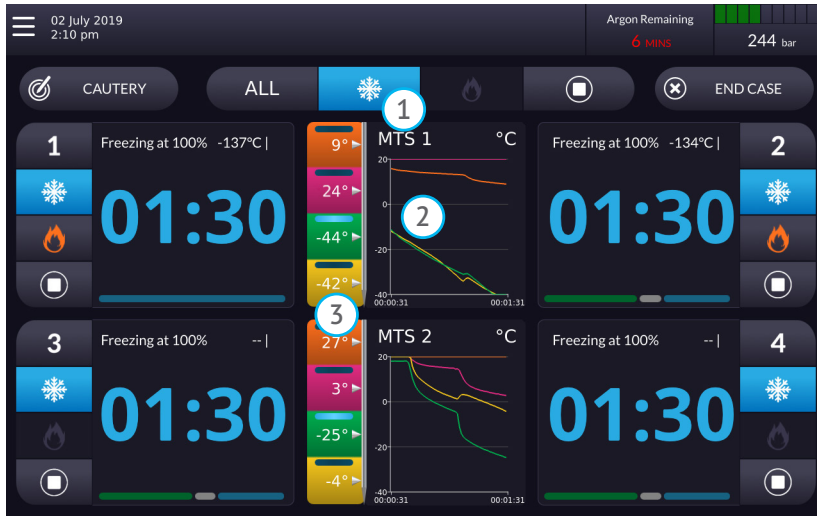 02 July 2019
2:10 pm
Argon Remaining
6 MINS
244 bar
CAUTERY
ALL
END CASE
1
1
Freezing at 100% -137°C |
01:30
9°
24°
-44°
-42°
MTS 1 °C
20
0
-20
-40
00:00:31 00:01:31
2
Freezing at 100% -134°C |
01:30
2
3
3
Freezing at 100% -- |
01:30
27°
3°
-25°
-4°
MTS 2 °C
20
0
-20
-40
00:00:31 00:01:31
Freezing at 100% -- |
01:30
4